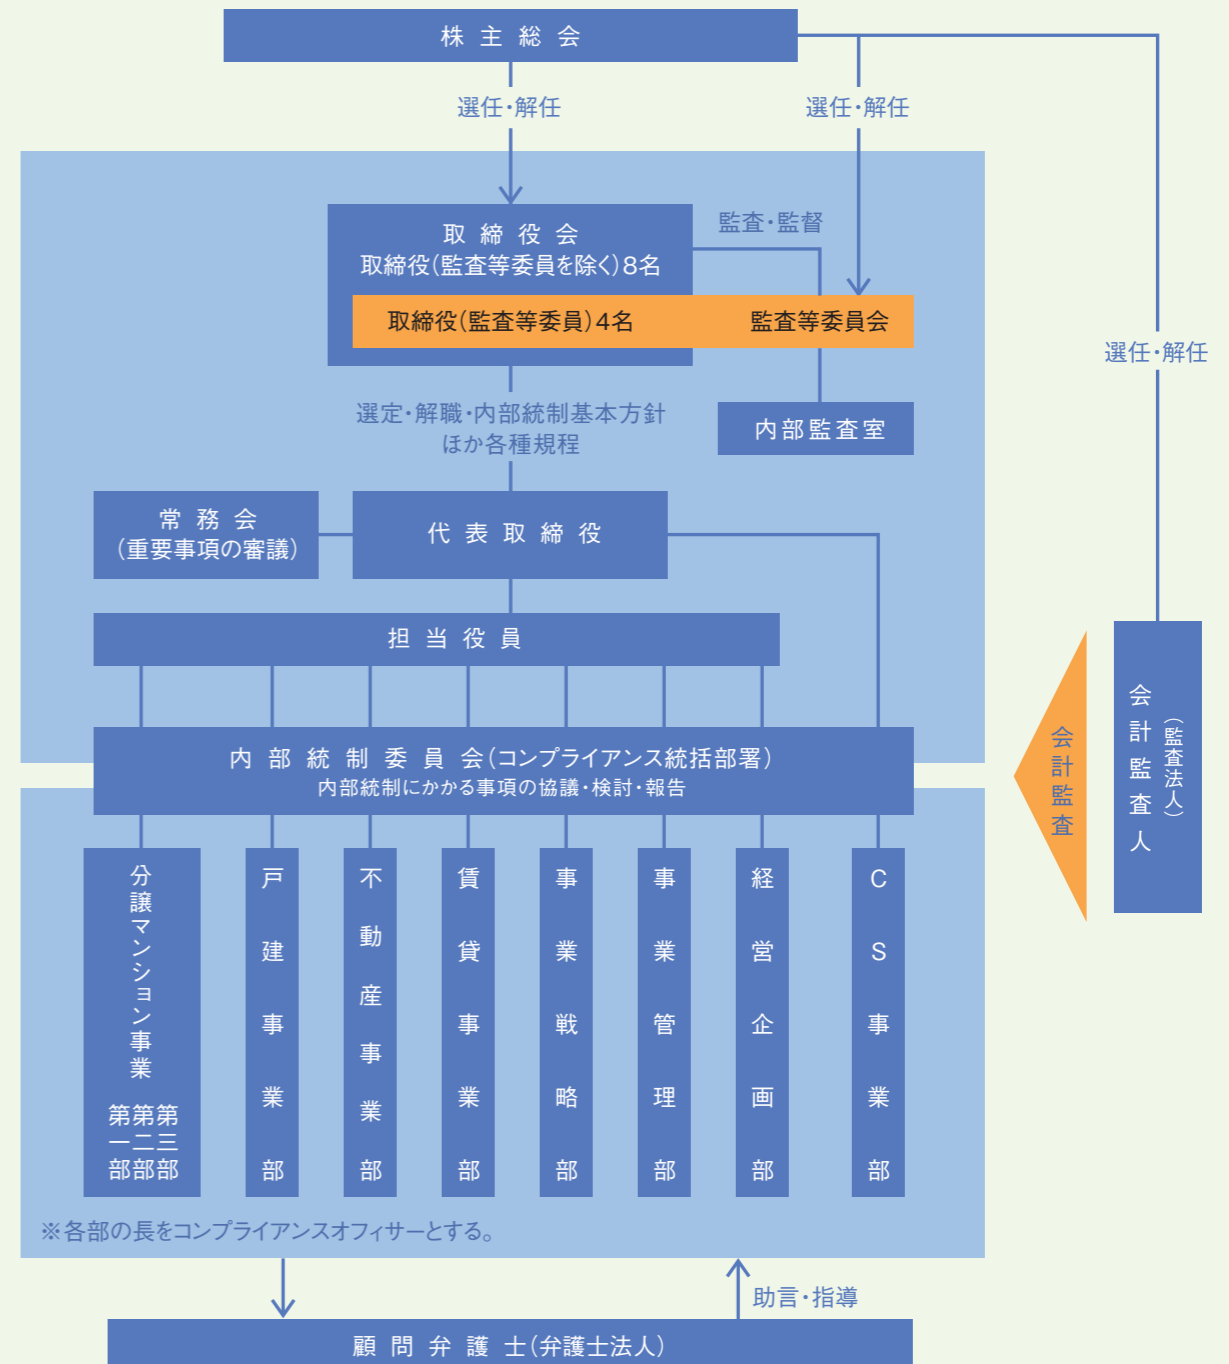 株主総会
選任・解任
選任・解任
取締役会
取締役(監査等委員を除く)8名
監査・監督
取締役(監査等委員)4名
監査等委員会
選任・解任
選定・解職・内部統制基本方針
ほか各種規程
内部監査室
常務会
(重要事項の審議)
代表取締役
担当役員
内部統制委員会(コンプライアンス統括部署)
内部統制にかかる事項の協議・検討・報告
会計監査
会計監査人
(監査法人)
分譲マンション事業
第一部
第二部
第三部
戸建事業部
不動産事業部
賃貸事業部
事業戦略部
事業管理部
経営企画部
CS事業部
※各部の長をコンプライアンスオフィサーとする。
助言・指導
顧問弁護士(弁護士法人)